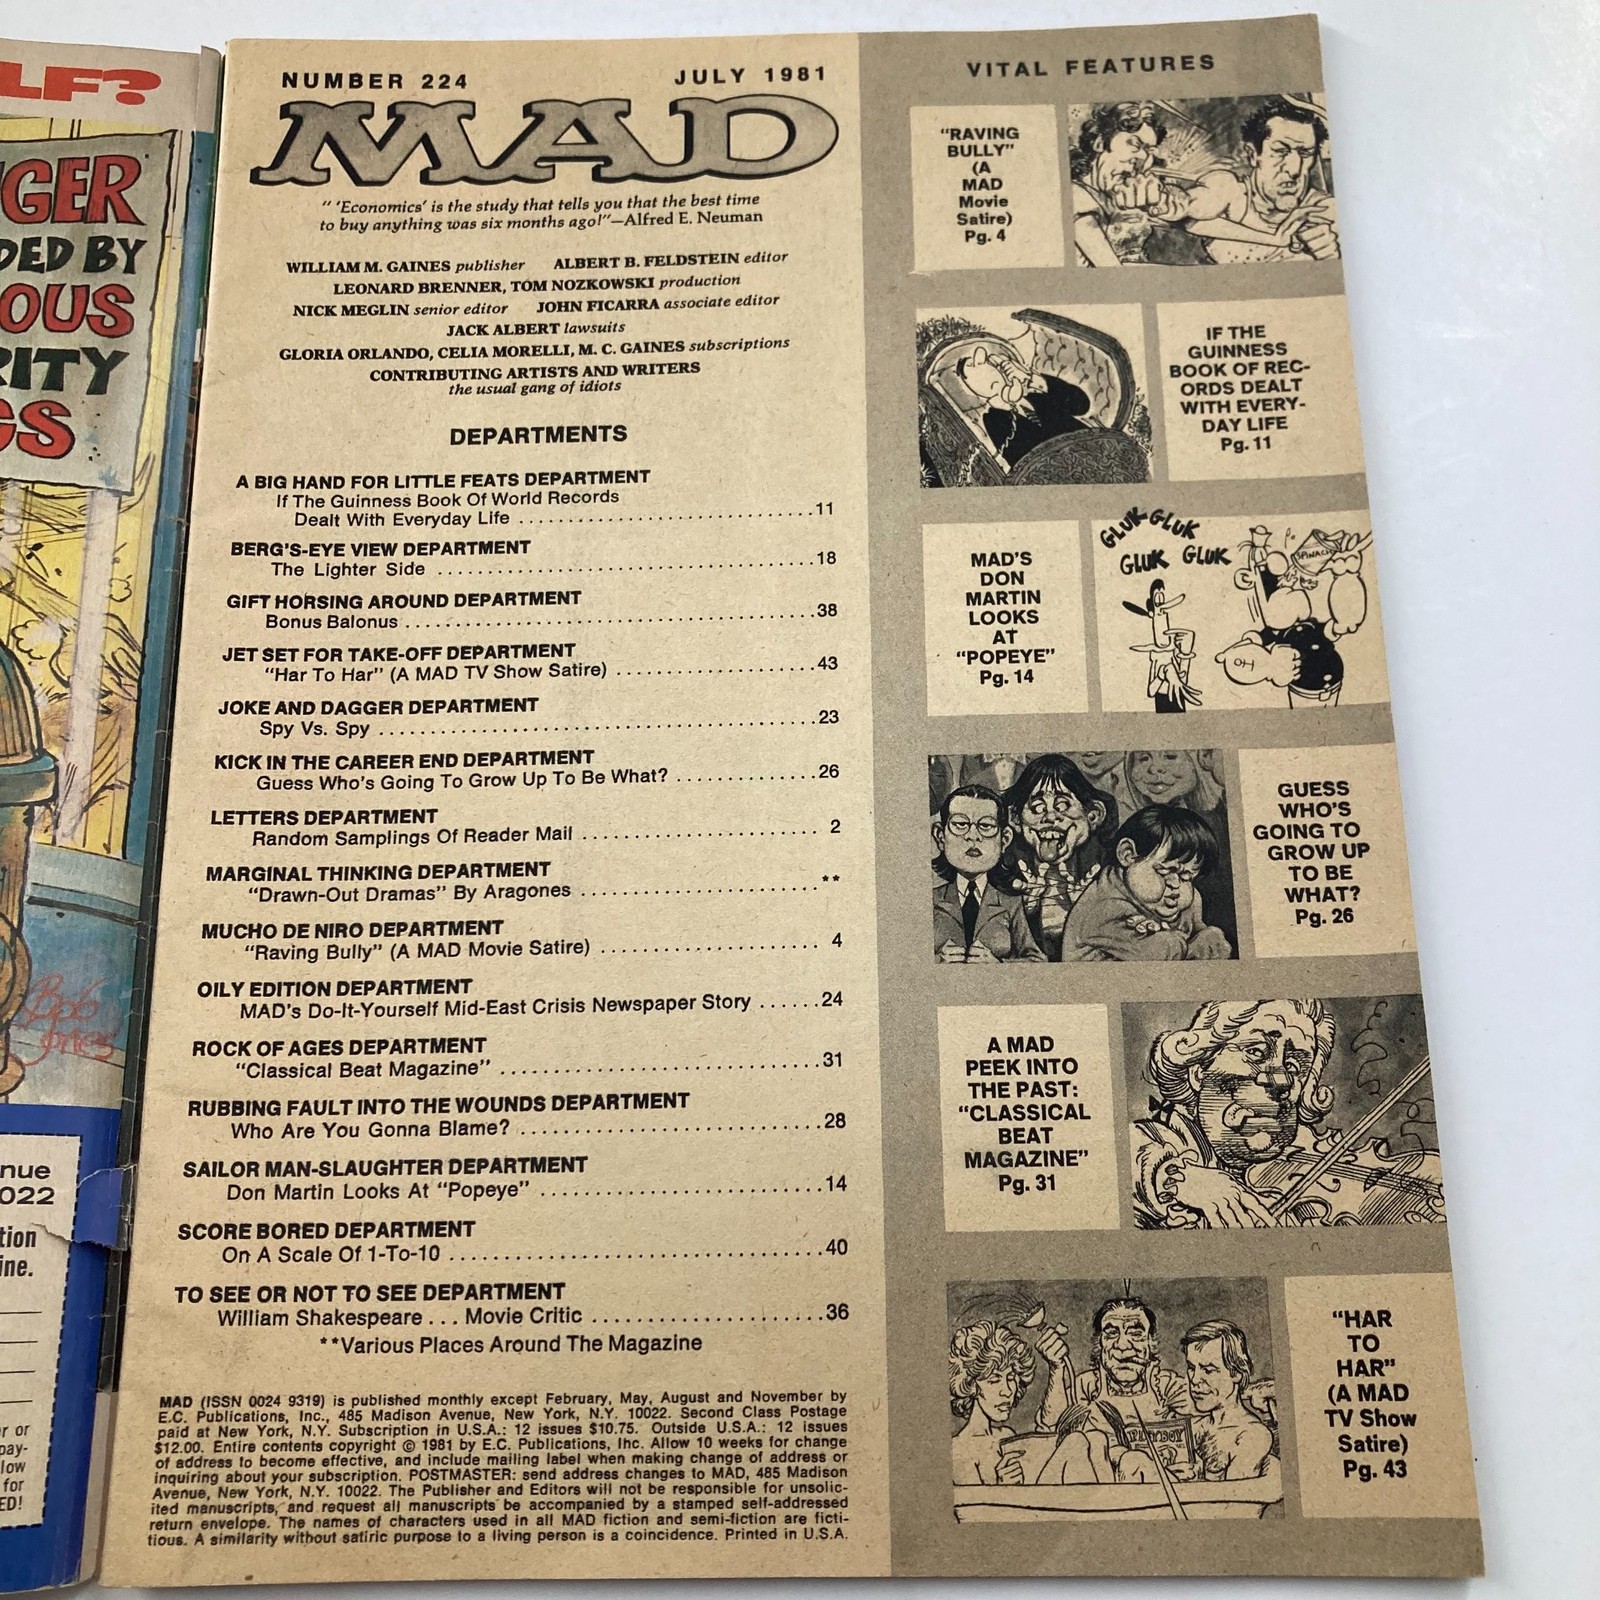 LF?
NGER
DED BY
OUS
RITY
GS
Bob Jones
nue
022
tion
ine.
r or
pay-
low
for
ED!
NUMBER 224 JULY 1981
MAD
" 'Economics' is the study that tells you that the best time
to buy anything was six months ago!"—Alfred E. Neuman
WILLIAM M. GAINES publisher ALBERT B. FELDSTEIN editor
LEONARD BRENNER, TOM NOZKOWSKI production
NICK MEGLIN senior editor JOHN FICARRA associate editor
JACK ALBERT lawsuits
GLORIA ORLANDO, CELIA MORELLI, M. C. GAINES subscriptions
CONTRIBUTING ARTISTS AND WRITERS
the usual gang of idiots
DEPARTMENTS
A BIG HAND FOR LITTLE FEATS DEPARTMENT
If The Guinness Book Of World Records
Dealt With Everyday Life ..............................11
BERG'S-EYE VIEW DEPARTMENT
The Lighter Side ......................................18
GIFT HORSING AROUND DEPARTMENT
Bonus Balonus .........................................38
JET SET FOR TAKE-OFF DEPARTMENT
"Har To Har" (A MAD TV Show Satire) ....................43
JOKE AND DAGGER DEPARTMENT
Spy Vs. Spy ...........................................23
KICK IN THE CAREER END DEPARTMENT
Guess Who's Going To Grow Up To Be What? ..............26
LETTERS DEPARTMENT
Random Samplings Of Reader Mail ........................ 2
MARGINAL THINKING DEPARTMENT
"Drawn-Out Dramas" By Aragones ........................**
MUCHO DE NIRO DEPARTMENT
"Raving Bully" (A MAD Movie Satire) ..................... 4
OILY EDITION DEPARTMENT
MAD's Do-It-Yourself Mid-East Crisis Newspaper Story ......24
ROCK OF AGES DEPARTMENT
"Classical Beat Magazine" ..............................31
RUBBING FAULT INTO THE WOUNDS DEPARTMENT
Who Are You Gonna Blame? ..............................28
SAILOR MAN-SLAUGHTER DEPARTMENT
Don Martin Looks At "Popeye" ...........................14
SCORE BORED DEPARTMENT
On A Scale Of 1-To-10 ..................................40
TO SEE OR NOT TO SEE DEPARTMENT
William Shakespeare . . . Movie Critic ....................36
**Various Places Around The Magazine
MAD (ISSN 0024 9319) is published monthly except February, May, August and November by
E.C. Publications, Inc., 485 Madison Avenue, New York, N.Y. 10022. Second Class Postage
paid at New York, N.Y. Subscription in U.S.A.: 12 issues $10.75. Outside U.S.A.: 12 issues
$12.00. Entire contents copyright © 1981 by E.C. Publications, Inc. Allow 10 weeks for change
of address to become effective, and include mailing label when making change of address or
inquiring about your subscription. POSTMASTER: send address changes to MAD, 485 Madison
Avenue, New York, N.Y. 10022. The Publisher and Editors will not be responsible for unsolic-
ited manuscripts, and request all manuscripts be accompanied by a stamped self-addressed
return envelope. The names of characters used in all MAD fiction and semi-fiction are ficti-
tious. A similarity without satiric purpose to a living person is a coincidence. Printed in U.S.A.
VITAL FEATURES
"RAVING
BULLY"
(A
MAD
Movie
Satire)
Pg. 4
IF THE
GUINNESS
BOOK OF REC-
ORDS DEALT
WITH EVERY-
DAY LIFE
Pg. 11
MAD'S
DON
MARTIN
LOOKS
AT
"POPEYE"
Pg. 14
GLUK-GLUK
GLUK GLUK
SPINACH
OH
GUESS
WHO'S
GOING TO
GROW UP
TO BE
WHAT?
Pg. 26
A MAD
PEEK INTO
THE PAST:
"CLASSICAL
BEAT
MAGAZINE"
Pg. 31
PLAYBOY
"HAR
TO
HAR"
(A MAD
TV Show
Satire)
Pg. 43